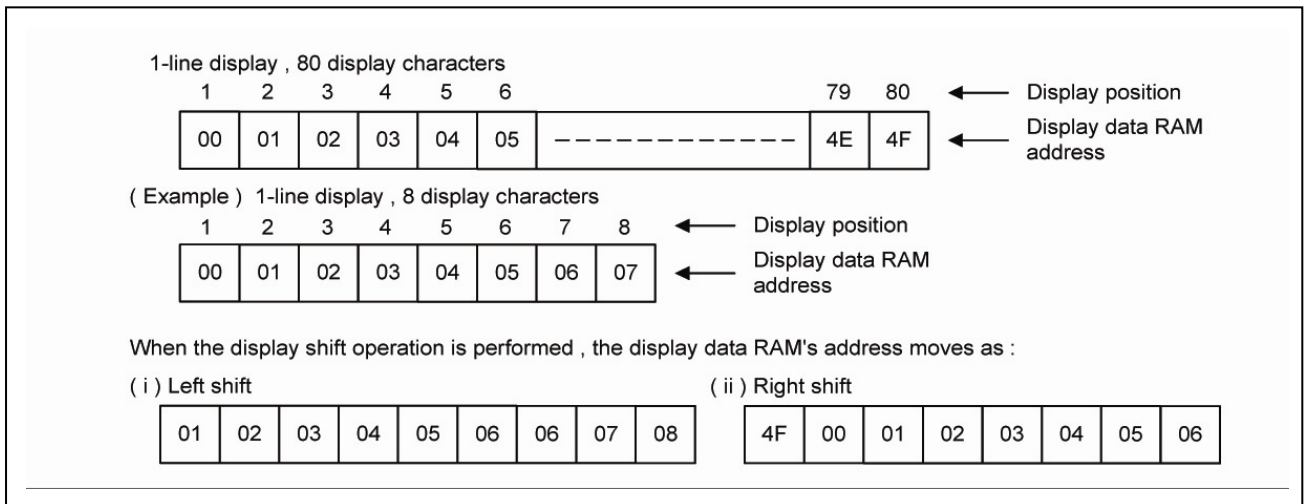 1-line display , 80 display characters
1 2 3 4 5 6 79 80 Display position
00 01 02 03 04 05 4E 4F Display data RAM address
( Example ) 1-line display , 8 display characters
1 2 3 4 5 6 7 8 Display position
00 01 02 03 04 05 06 07 Display data RAM address
When the display shift operation is performed , the display data RAM's address moves as :
( i ) Left shift ( ii ) Right shift
01 02 03 04 05 06 06 07 08 4F 00 01 02 03 04 05 06